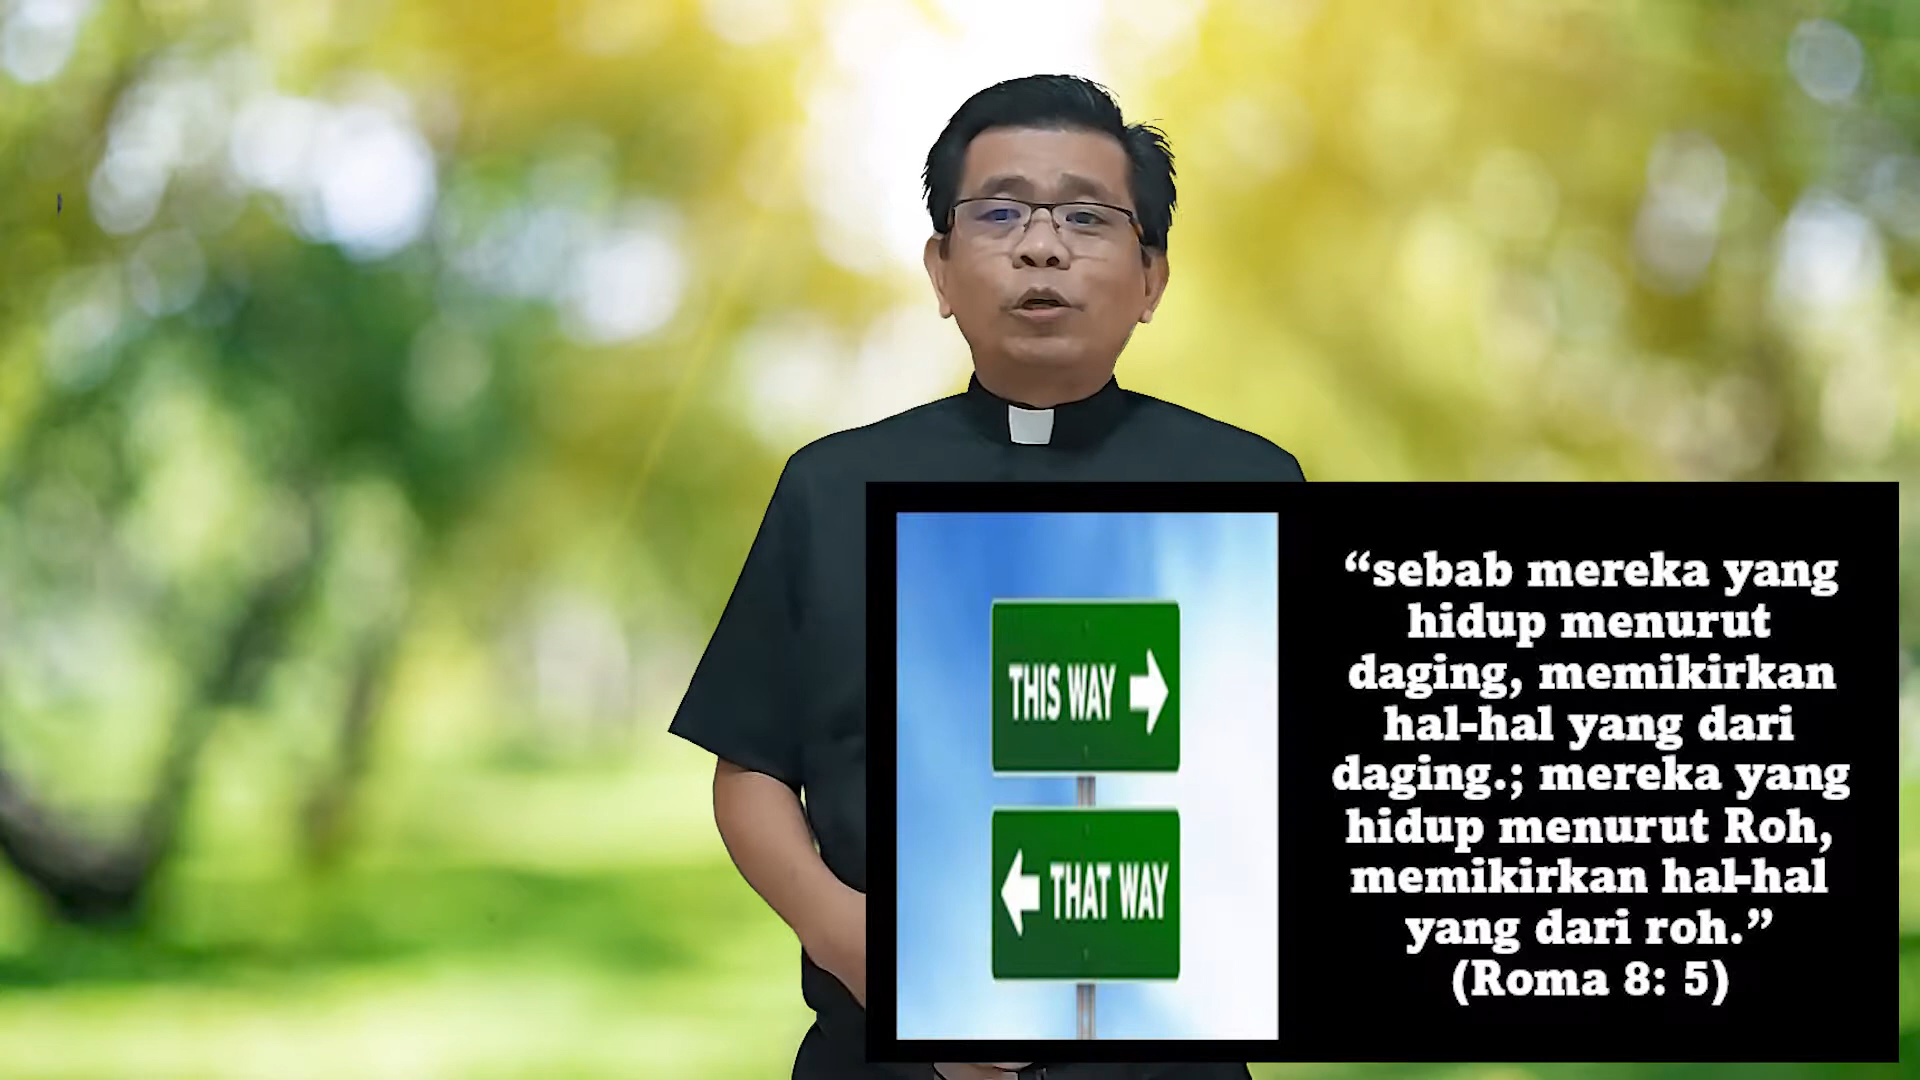 THIS WAY
THAT WAY
“sebab mereka yang
hidup menurut
daging, memikirkan
hal-hal yang dari
daging.; mereka yang
hidup menurut Roh,
memikirkan hal-hal
yang dari roh.”
(Roma 8: 5)